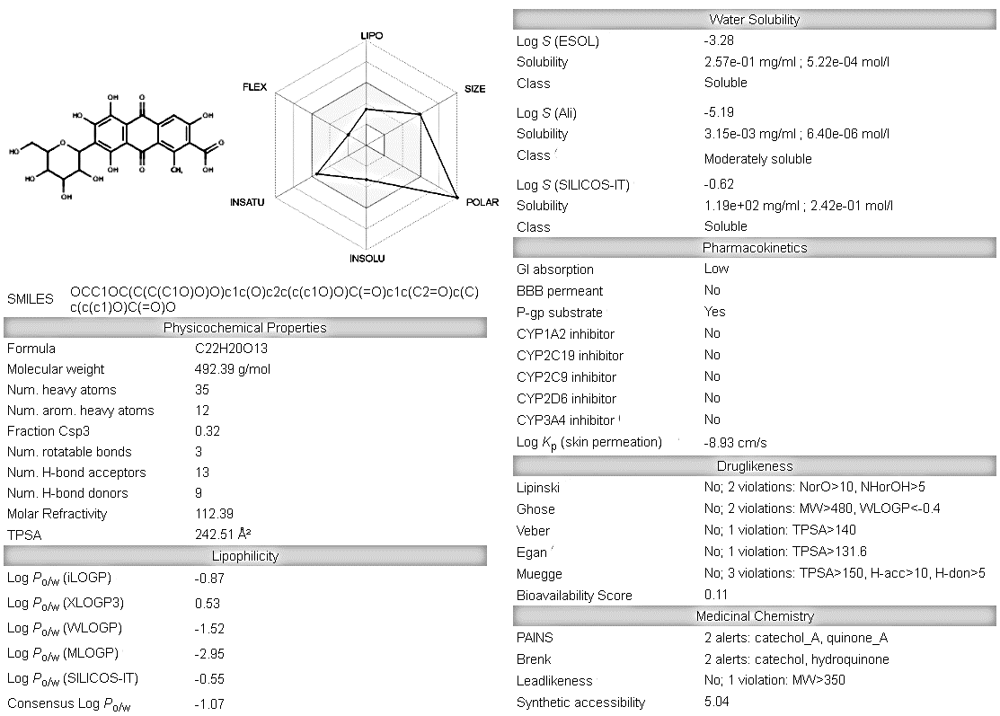 OH
O
OH
HO
OH
HO
O
O
HO
OH
OH
OH
O
CH₃
OH
OH
LIPO
FLEX
SIZE
INSATU
POLAR
INSOLU
SMILES OCC1OC(C(C(C1O)O)O)c1c(O)c2c(c(c1O)O)C(=O)c1c(C2=O)c(C)
c(c(c1)O)C(=O)O
Physicochemical Properties
Formula C22H20O13
Molecular weight 492.39 g/mol
Num. heavy atoms 35
Num. arom. heavy atoms 12
Fraction Csp3 0.32
Num. rotatable bonds 3
Num. H-bond acceptors 13
Num. H-bond donors 9
Molar Refractivity 112.39
TPSA 242.51 Å²
Lipophilicity
Log Po/w (iLOGP) -0.87
Log Po/w (XLOGP3) 0.53
Log Po/w (WLOGP) -1.52
Log Po/w (MLOGP) -2.95
Log Po/w (SILICOS-IT) -0.55
Consensus Log Po/w -1.07
Water Solubility
Log S (ESOL) -3.28
Solubility 2.57e-01 mg/ml ; 5.22e-04 mol/l
Class Soluble
Log S (Ali) -5.19
Solubility 3.15e-03 mg/ml ; 6.40e-06 mol/l
Class Moderately soluble
Log S (SILICOS-IT) -0.62
Solubility 1.19e+02 mg/ml ; 2.42e-01 mol/l
Class Soluble
Pharmacokinetics
GI absorption Low
BBB permeant No
P-gp substrate Yes
CYP1A2 inhibitor No
CYP2C19 inhibitor No
CYP2C9 inhibitor No
CYP2D6 inhibitor No
CYP3A4 inhibitor No
Log Kp (skin permeation) -8.93 cm/s
Druglikeness
Lipinski No; 2 violations: NorO>10, NHorOH>5
Ghose No; 2 violations: MW>480, WLOGP<-0.4
Veber No; 1 violation: TPSA>140
Egan No; 1 violation: TPSA>131.6
Muegge No; 3 violations: TPSA>150, H-acc>10, H-don>5
Bioavailability Score 0.11
Medicinal Chemistry
PAINS 2 alerts: catechol_A, quinone_A
Brenk 2 alerts: catechol, hydroquinone
Leadlikeness No; 1 violation: MW>350
Synthetic accessibility 5.04